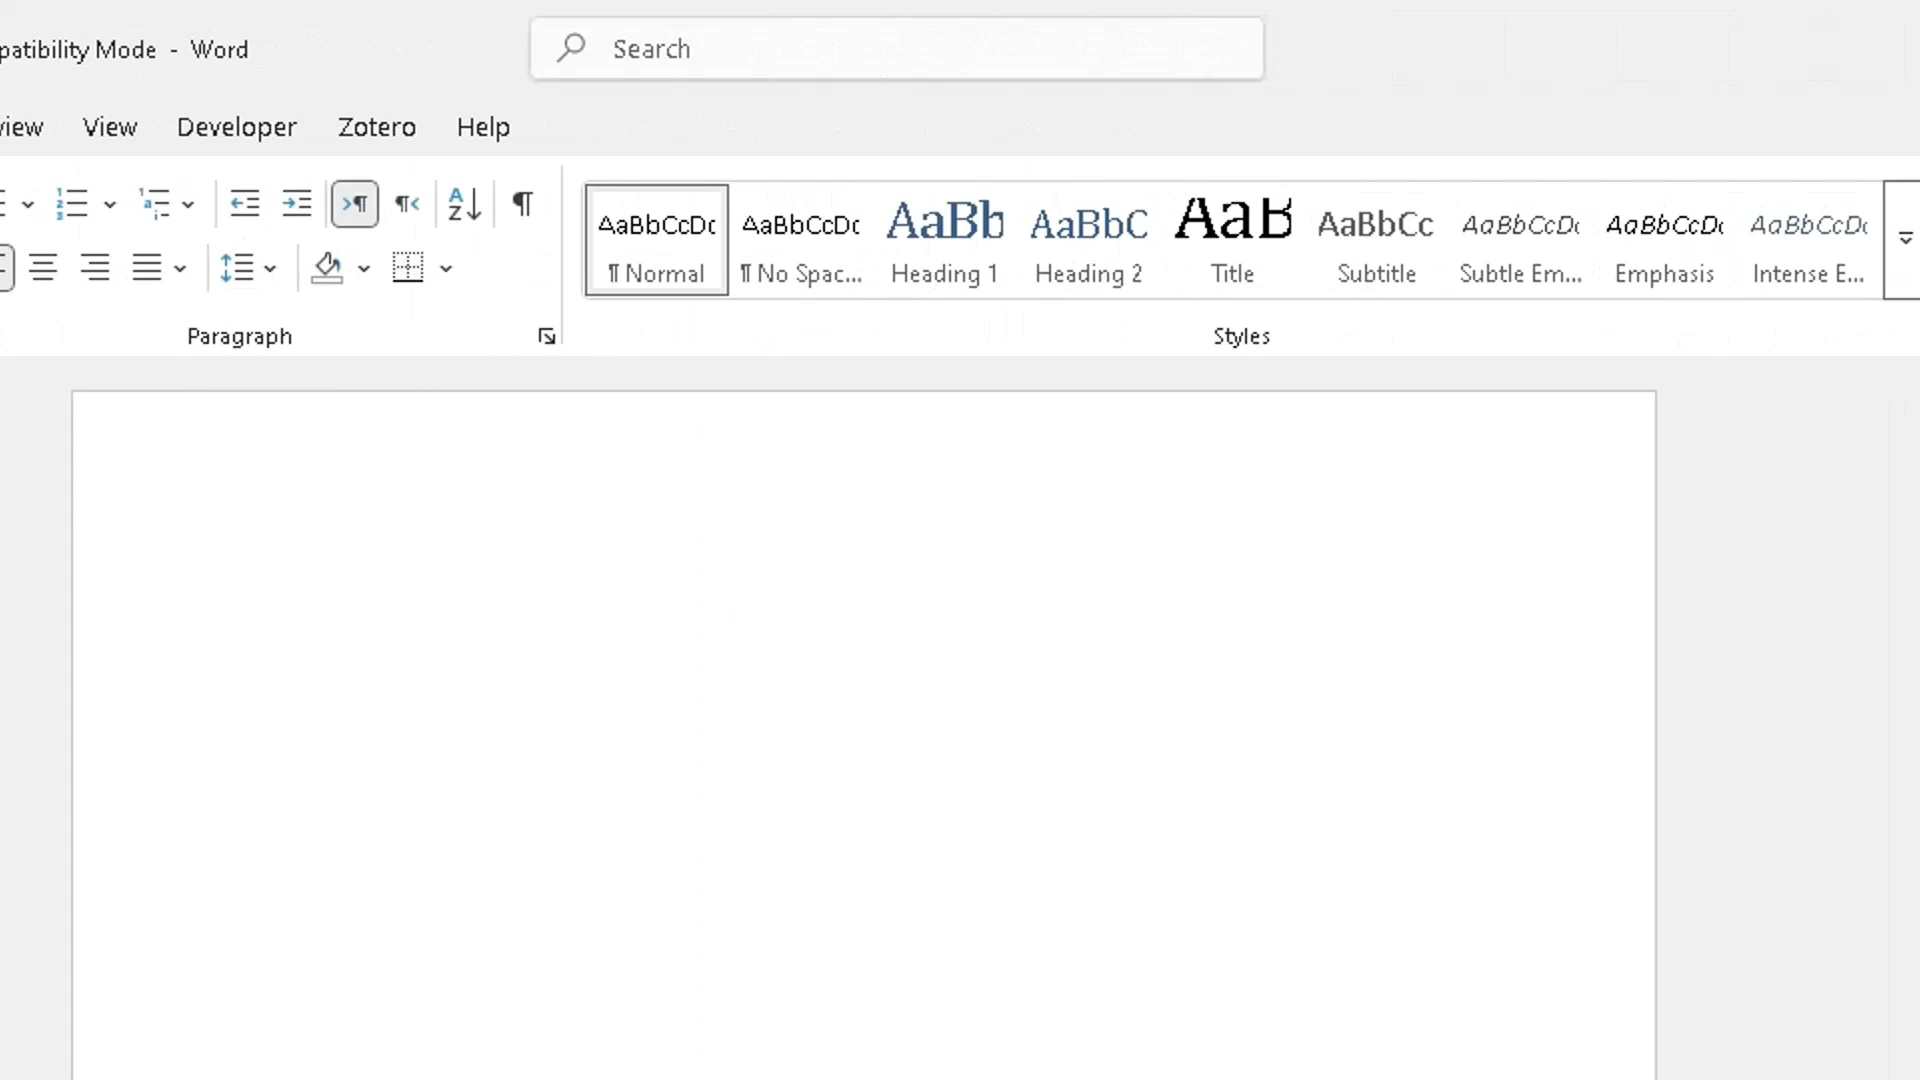 patibility Mode - Word
Search
view View Developer Zotero Help
AaBbCcDc AaBbCcDc AaBb AaBbC AaB AaBbCc AaBbCcDc AaBbCcDc AaBbCcDc
¶ Normal ¶ No Spac... Heading 1 Heading 2 Title Subtitle Subtle Em... Emphasis Intense E...
Paragraph Styles